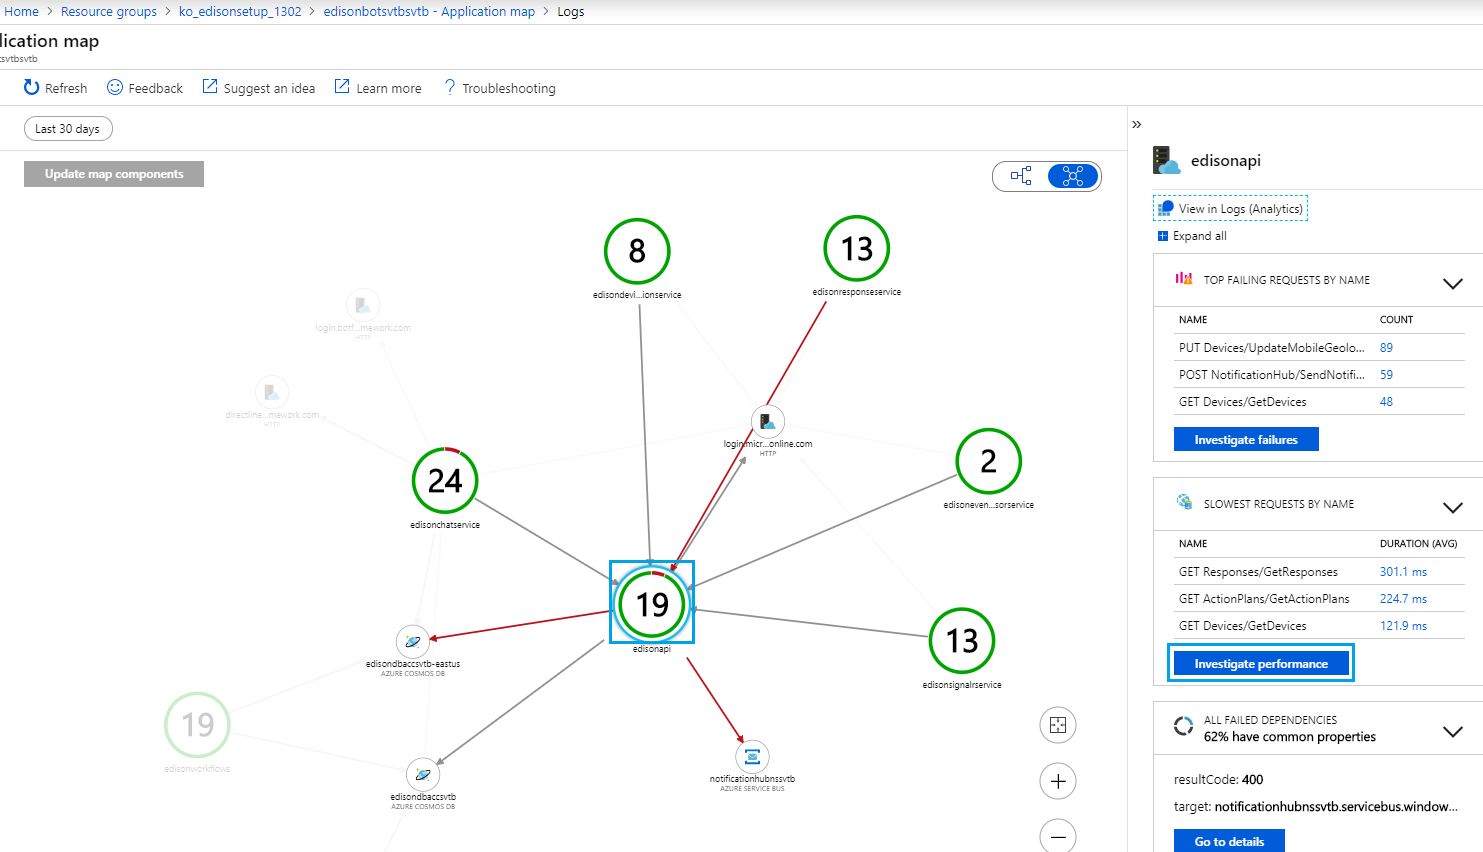 Home > Resource groups > ko_edisonsetup_1302 > edisonbotsvtbsvtb - Application map > Logs
lication map
svtbsvtb
Refresh Feedback Suggest an idea Learn more ? Troubleshooting
Last 30 days
»
Update map components
edisonapi
View in Logs (Analytics)
Expand all
8
edisondevi...ionservice
13
edisonresponseservice
TOP FAILING REQUESTS BY NAME
NAME COUNT
PUT Devices/UpdateMobileGeolo... 89
POST NotificationHub/SendNotifi... 59
GET Devices/GetDevices 48
Investigate failures
login.botf...mework.com
HTTP
directline...mework.com
HTTP
login.micr...online.com
HTTP
24
edisonchatservice
2
edisoneven...sorservice
SLOWEST REQUESTS BY NAME
NAME DURATION (AVG)
GET Responses/GetResponses 301.1 ms
GET ActionPlans/GetActionPlans 224.7 ms
GET Devices/GetDevices 121.9 ms
Investigate performance
19
edisonapi
13
edisonsignalrservice
edisondbaccsvtb-eastus
AZURE COSMOS DB
19
edisonworkflows
edisondbaccsvtb
AZURE COSMOS DB
notificationhubnssvtb
AZURE SERVICE BUS
ALL FAILED DEPENDENCIES
62% have common properties
resultCode: 400
target: notificationhubnssvtb.servicebus.window...
Go to details